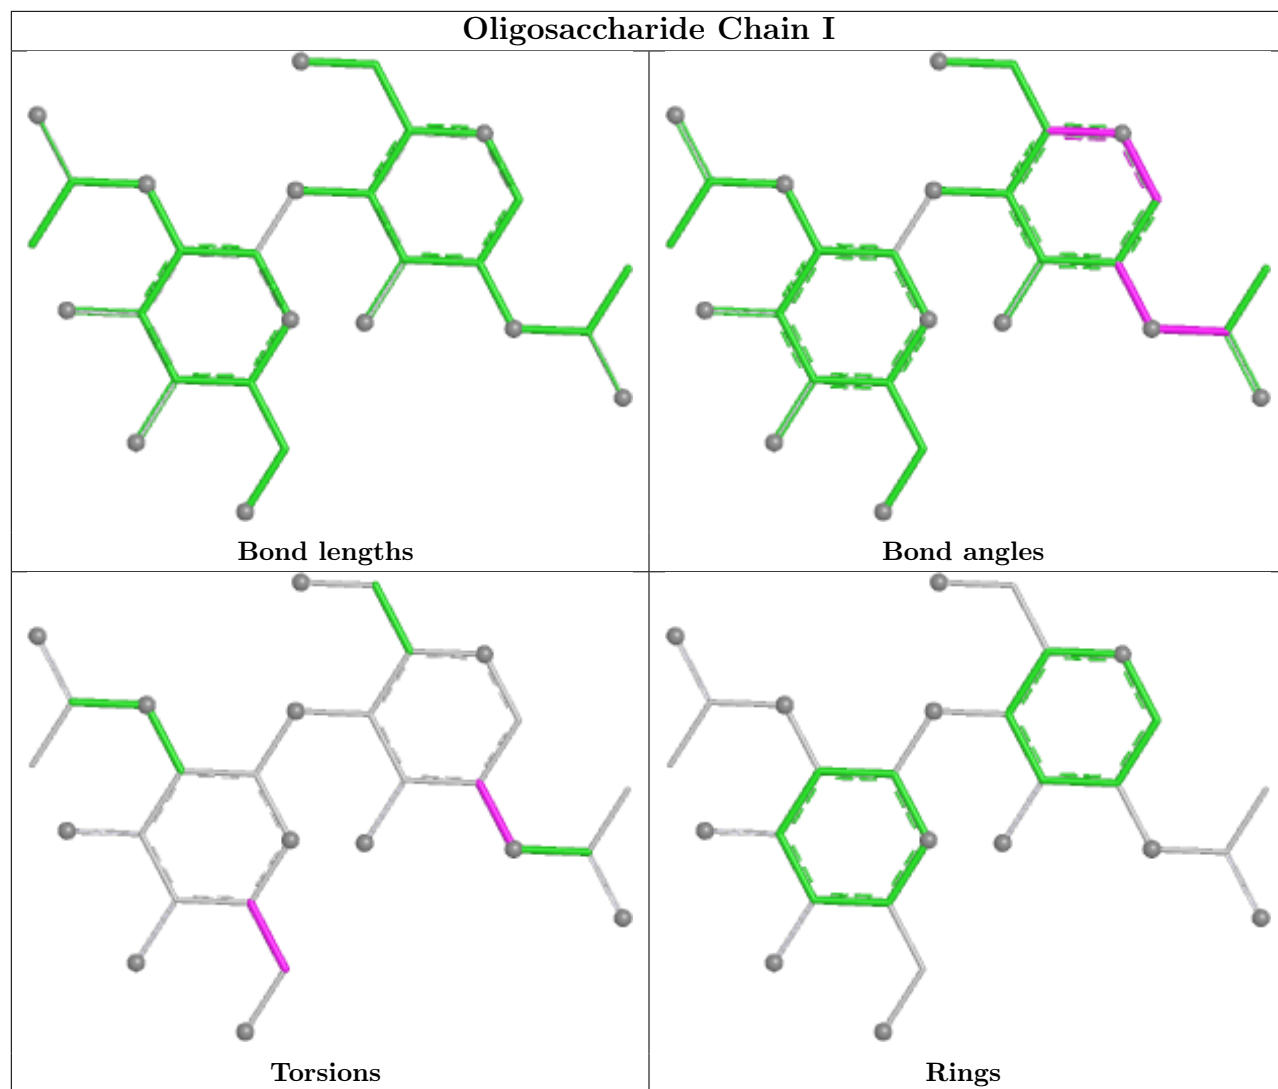 Oligosaccharide Chain I
Bond lengths
Bond angles
Torsions
Rings